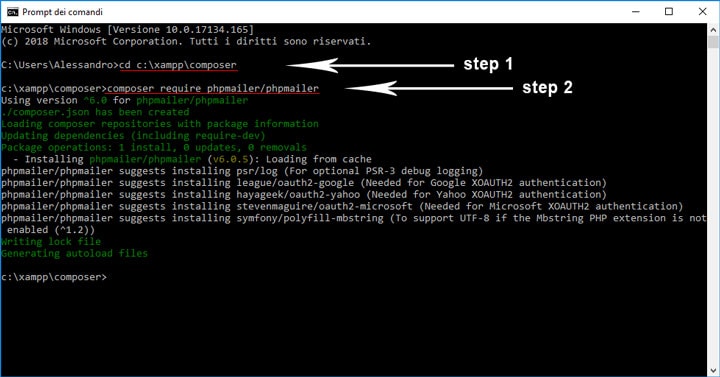 Prompt dei comandi
Microsoft Windows [Versione 10.0.17134.165]
(c) 2018 Microsoft Corporation. Tutti i diritti sono riservati.
C:\Users\Alessandro>cd c:\xampp\composer
step 1
c:\xampp\composer>composer require phpmailer/phpmailer
step 2
Using version ^6.0 for phpmailer/phpmailer
./composer.json has been created
Loading composer repositories with package information
Updating dependencies (including require-dev)
Package operations: 1 install, 0 updates, 0 removals
- Installing phpmailer/phpmailer (v6.0.5): Loading from cache
phpmailer/phpmailer suggests installing psr/log (For optional PSR-3 debug logging)
phpmailer/phpmailer suggests installing league/oauth2-google (Needed for Google XOAUTH2 authentication)
phpmailer/phpmailer suggests installing hayageek/oauth2-yahoo (Needed for Yahoo XOAUTH2 authentication)
phpmailer/phpmailer suggests installing stevenmaguire/oauth2-microsoft (Needed for Microsoft XOAUTH2 authentication)
phpmailer/phpmailer suggests installing symfony/polyfill-mbstring (To support UTF-8 if the Mbstring PHP extension is not
enabled (^1.2))
Writing lock file
Generating autoload files
c:\xampp\composer>